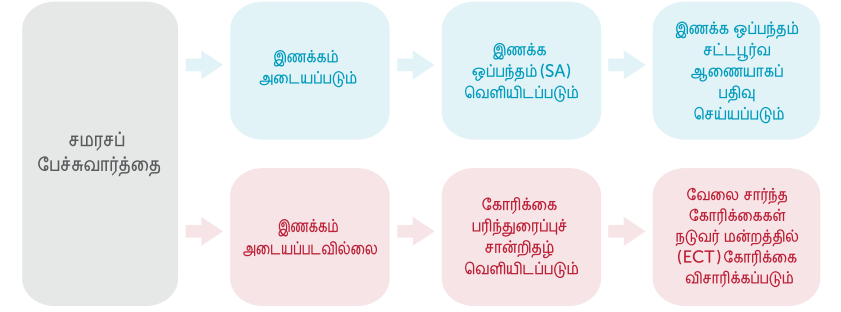 சமரசப்
பேச்சுவார்த்தை
இணக்கம்
அடையப்படும்
இணக்க
ஒப்பந்தம் (SA)
வெளியிடப்படும்
இணக்க ஒப்பந்தம்
சட்டபூர்வ
ஆணையாகப்
பதிவு
செய்யப்படும்
இணக்கம்
அடையப்படவில்லை
கோரிக்கை
பரிந்துரைப்புச்
சான்றிதழ்
வெளியிடப்படும்
வேலை சார்ந்த
கோரிக்கைகள்
நடுவர் மன்றத்தில்
(ECT) கோரிக்கை
விசாரிக்கப்படும்